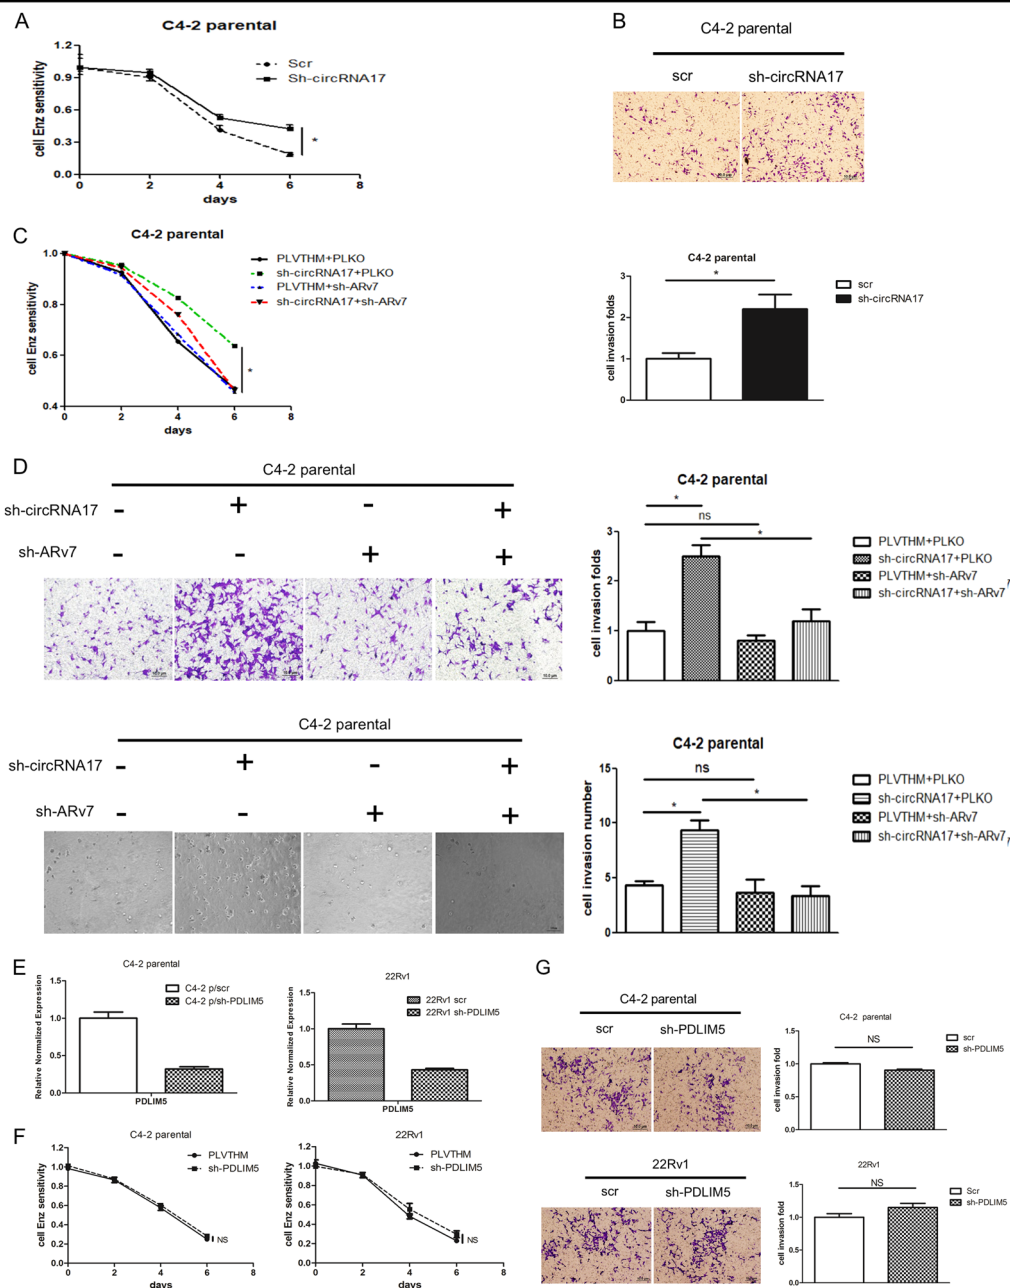 A
C4-2 parental
cell Enz sensitivity
1.2
0.9
0.6
0.3
0.0
0 2 4 6 8
days
Scr
Sh-circRNA17
*
B
C4-2 parental
scr sh-circRNA17
C4-2 parental
*
cell invasion folds
3
2
1
0
scr
sh-circRNA17
C
C4-2 parental
cell Enz sensitivity
1.0
0.8
0.6
0.4
0 2 4 6 8
days
PLVTHM+PLKO
sh-circRNA17+PLKO
PLVTHM+sh-ARv7
sh-circRNA17+sh-ARv7
*
D
C4-2 parental
sh-circRNA17 - + - +
sh-ARv7 - - + +
C4-2 parental
*
ns
*
cell invasion folds
3
2
1
0
PLVTHM+PLKO
sh-circRNA17+PLKO
PLVTHM+sh-ARv7
sh-circRNA17+sh-ARv7
C4-2 parental
sh-circRNA17 - + - +
sh-ARv7 - - + +
C4-2 parental
ns
* *
cell invasion number
15
10
5
0
PLVTHM+PLKO
sh-circRNA17+PLKO
PLVTHM+sh-ARv7
sh-circRNA17+sh-ARv7
E
C4-2 parental
Relative Normalized Expression
1.5
1.0
0.5
0.0
PDLIM5
C4-2 p/scr
C4-2 p/sh-PDLIM5
22Rv1
Relative Normalized Expression
1.5
1.0
0.5
0.0
PDLIM5
22Rv1 scr
22Rv1 sh-PDLIM5
F
C4-2 parental
cell Enz sensitivity
1.2
1.0
0.8
0.6
0.4
0.2
0.0
0 2 4 6 8
days
PLVTHM
sh-PDLIM5
NS
22Rv1
cell Enz sensitivity
1.2
1.0
0.8
0.6
0.4
0.2
0.0
0 2 4 6 8
days
PLVTHM
sh-PDLIM5
NS
G
C4-2 parental
scr sh-PDLIM5
C4-2 parental
NS
cell invasion fold
1.5
1.0
0.5
0.0
scr
sh-PDLIM5
22Rv1
scr sh-PDLIM5
22Rv1
NS
cell invasion fold
1.5
1.0
0.5
0.0
Scr
sh-PDLIM5